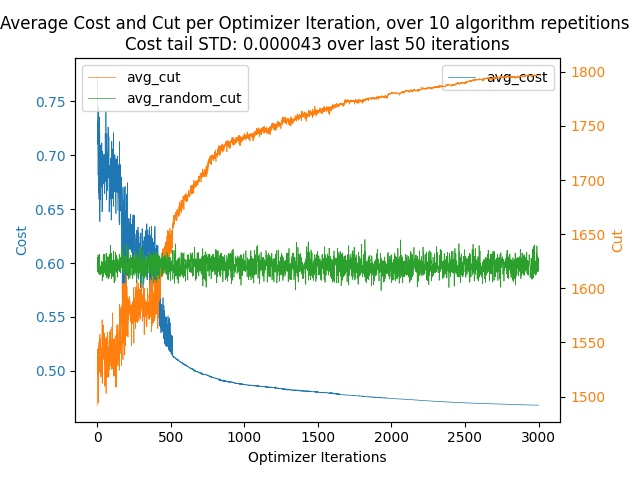 Average Cost and Cut per Optimizer Iteration, over 10 algorithm repetitions
Cost tail STD: 0.000043 over last 50 iterations
avg_cut
avg_random_cut
avg_cost
0.75
0.70
0.65
0.60
0.55
0.50
Cost
1800
1750
1700
1650
1600
1550
1500
Cut
0
500
1000
1500
2000
2500
3000
Optimizer Iterations